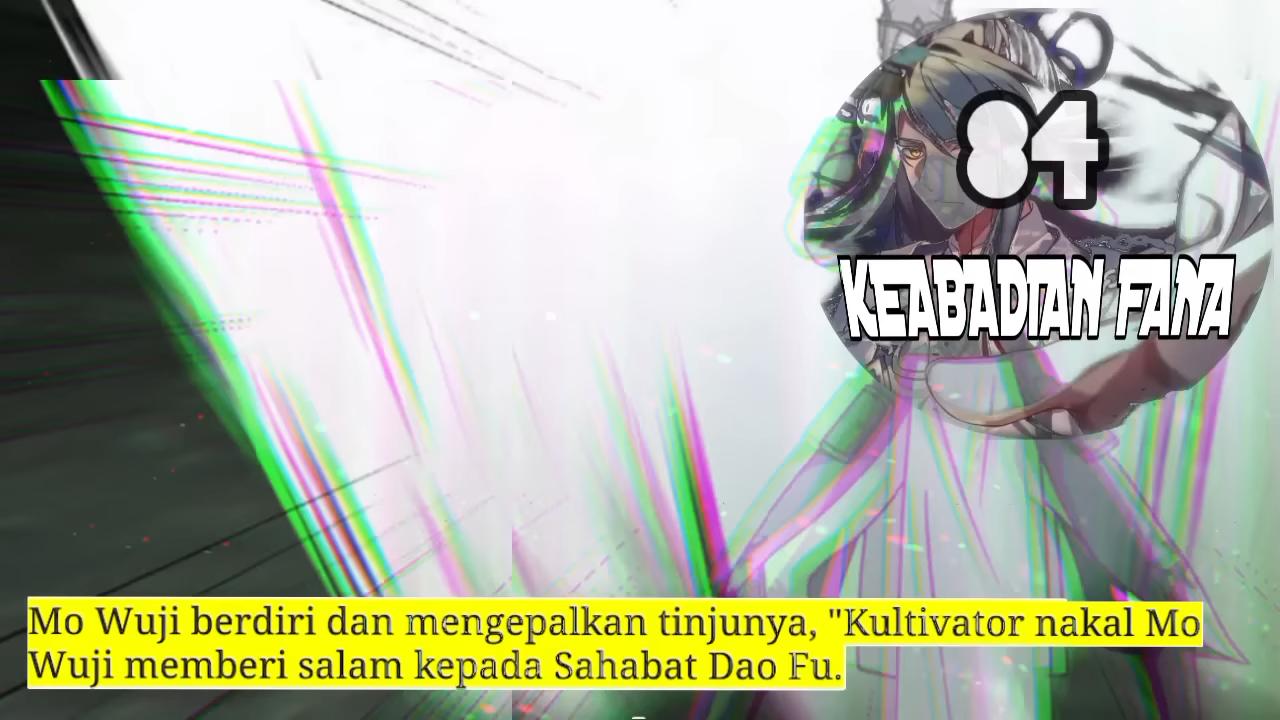 84
KEABADIAN FANA
Mo Wuji berdiri dan mengepalkan tinjunya, "Kultivator nakal Mo
Wuji memberi salam kepada Sahabat Dao Fu.